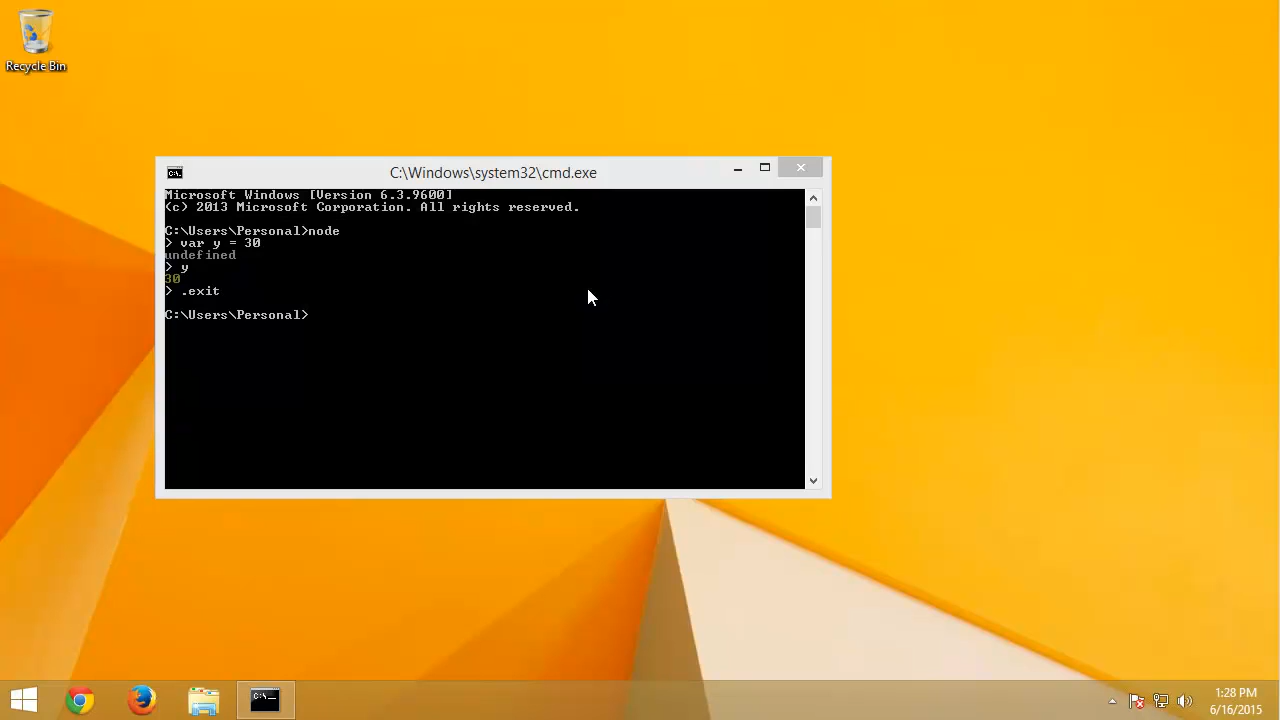 Recycle Bin
C:\Windows\system32\cmd.exe
Microsoft Windows [Version 6.3.9600]
(c) 2013 Microsoft Corporation. All rights reserved.
C:\Users\Personal>node
> var y = 30
undefined
> y
30
> .exit
C:\Users\Personal>
1:28 PM
6/16/2015